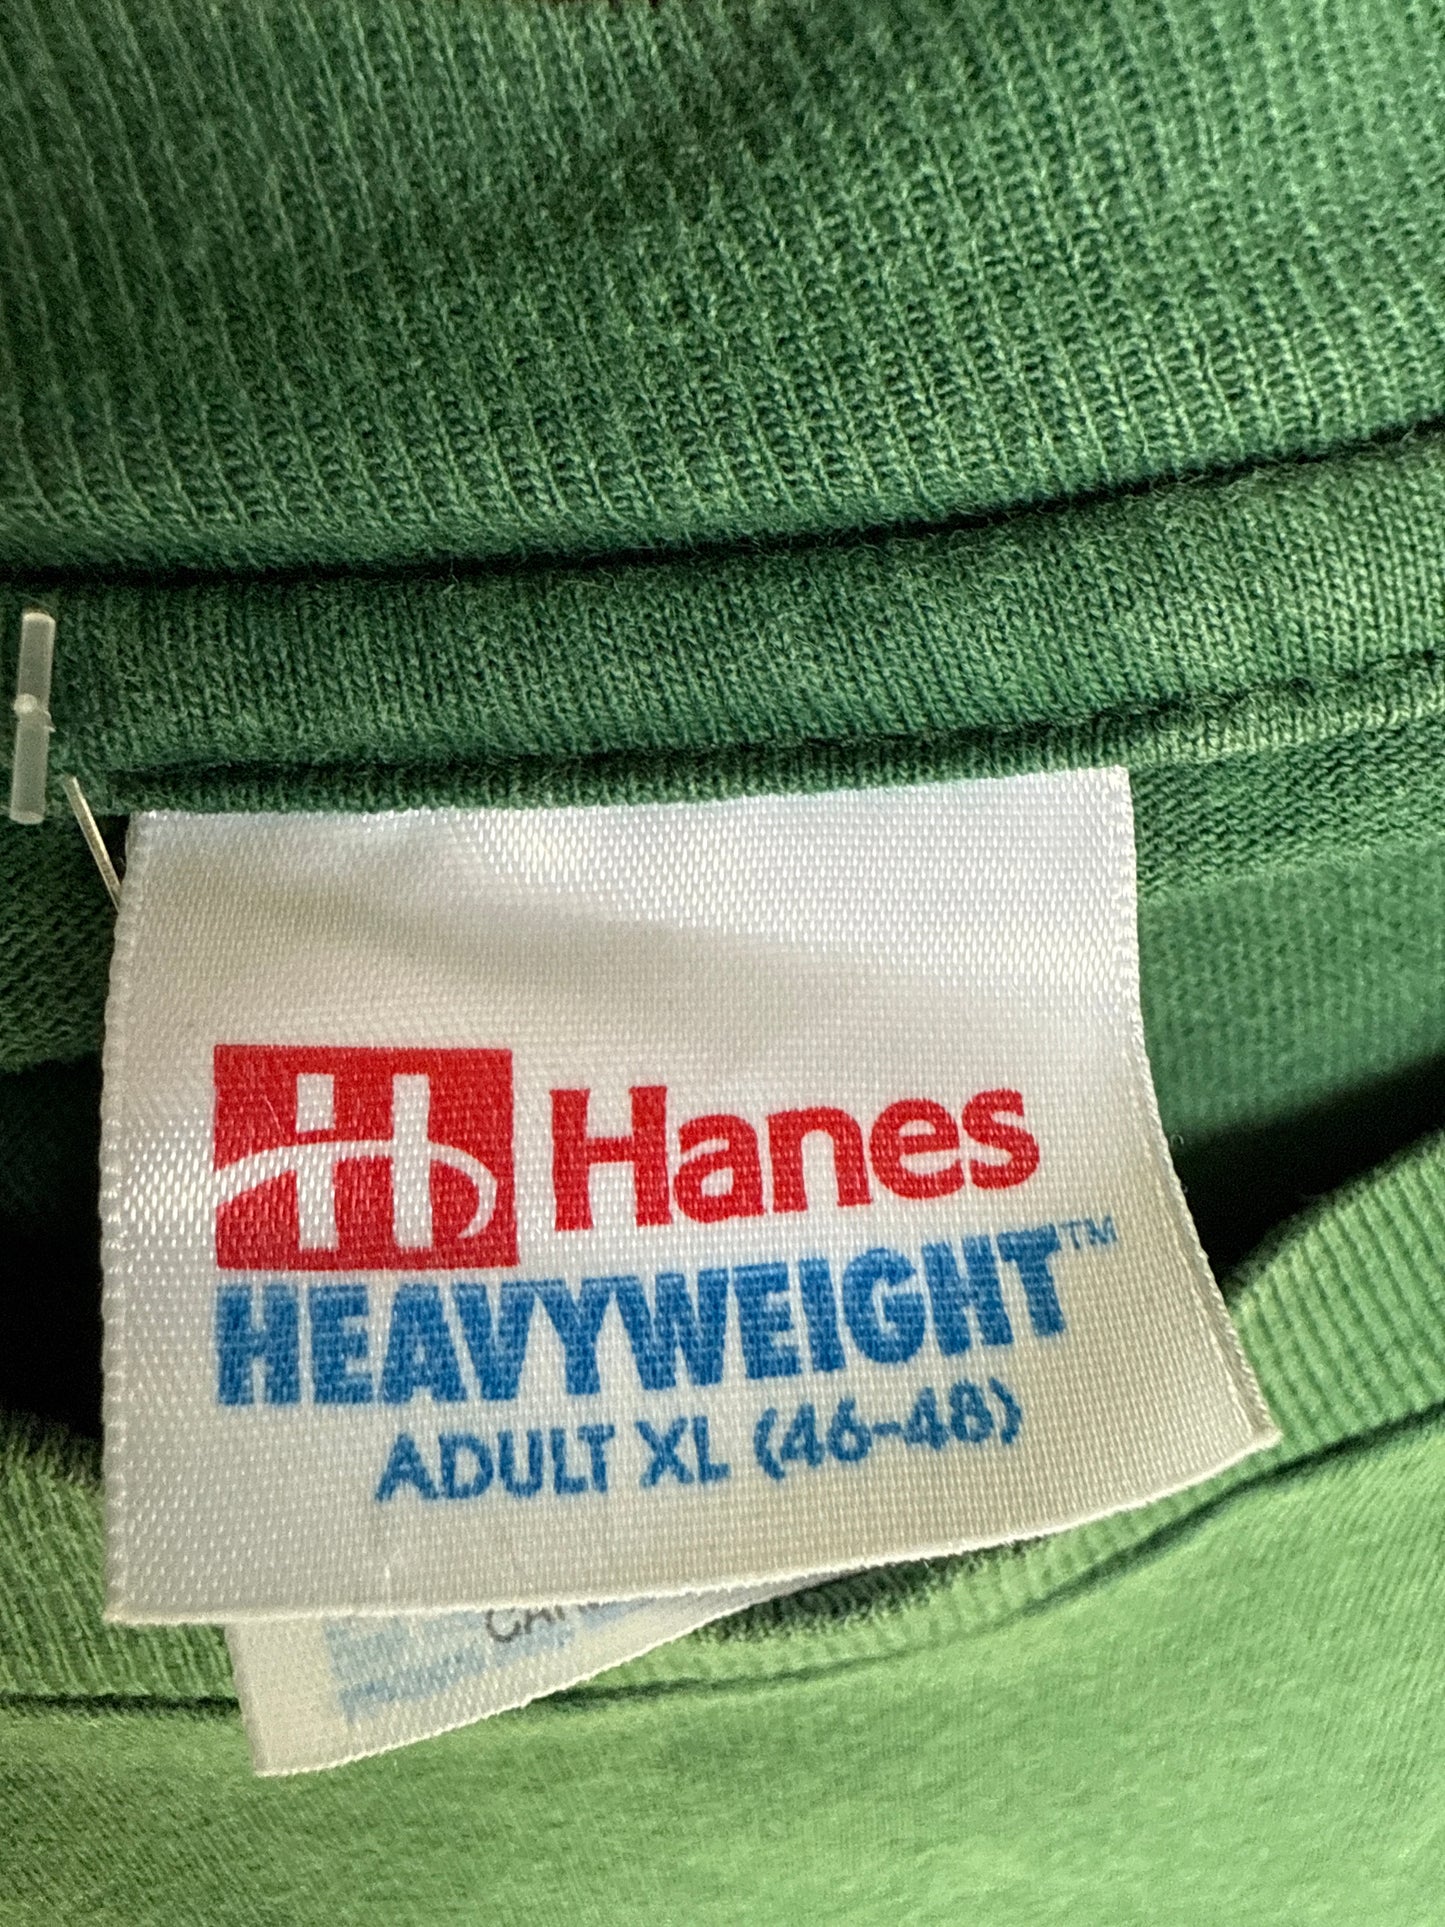 H Hanes
HEAVYWEIGHT™
ADULT XL (46-48)